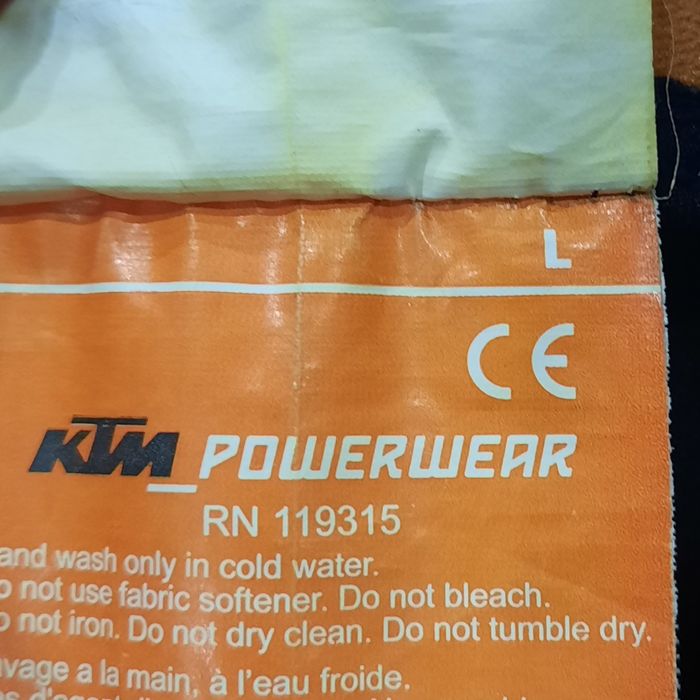 L
CE
KTM_POWERWEAR
RN 119315
and wash only in cold water.
o not use fabric softener. Do not bleach.
o not iron. Do not dry clean. Do not tumble dry.
avage a la main, à l'eau froide.